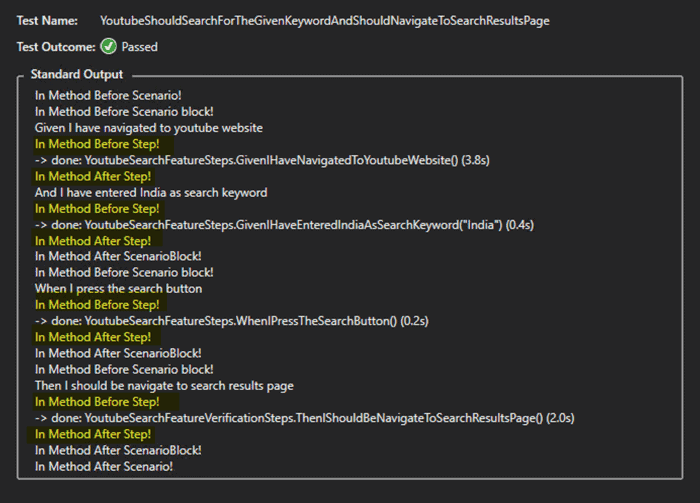 Test Name: YoutubeShouldSearchForTheGivenKeywordAndShouldNavigateToSearchResultsPage
Test Outcome: Passed
Standard Output
In Method Before Scenario!
In Method Before Scenario block!
Given I have navigated to youtube website
In Method Before Step!
-> done: YoutubeSearchFeatureSteps.GivenIHaveNavigatedToYoutubeWebsite() (3.8s)
In Method After Step!
And I have entered India as search keyword
In Method Before Step!
-> done: YoutubeSearchFeatureSteps.GivenIHaveEnteredIndiaAsSearchKeyword("India") (0.4s)
In Method After Step!
In Method After ScenarioBlock!
In Method Before Scenario block!
When I press the search button
In Method Before Step!
-> done: YoutubeSearchFeatureSteps.WhenIPressTheSearchButton() (0.2s)
In Method After Step!
In Method After ScenarioBlock!
In Method Before Scenario block!
Then I should be navigate to search results page
In Method Before Step!
-> done: YoutubeSearchFeatureVerificationSteps.ThenIShouldBeNavigateToSearchResultsPage() (2.0s)
In Method After Step!
In Method After ScenarioBlock!
In Method After Scenario!